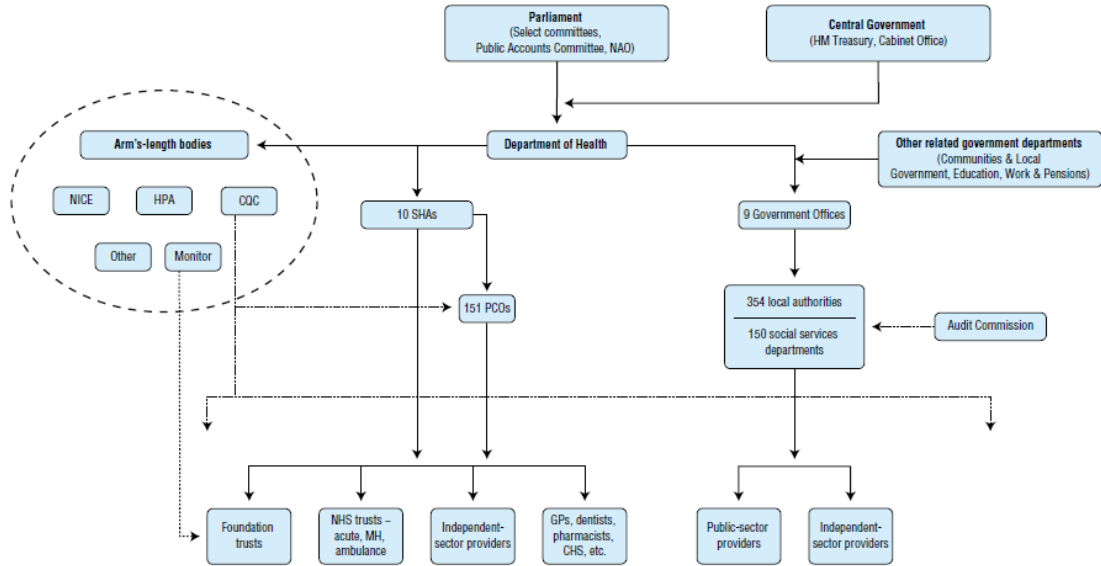 Parliament
(Select committees,
Public Accounts Committee, NAO)
Central Government
(HM Treasury, Cabinet Office)
Arm's-length bodies
Department of Health
Other related government departments
(Communities & Local
Government, Education, Work & Pensions)
NICE
HPA
CQC
10 SHAs
9 Government Offices
Other
Monitor
151 PCOs
354 local authorities
150 social services
departments
Audit Commission
Foundation
trusts
NHS trusts –
acute, MH,
ambulance
Independent-
sector providers
GPs, dentists,
pharmacists,
CHS, etc.
Public-sector
providers
Independent-
sector providers